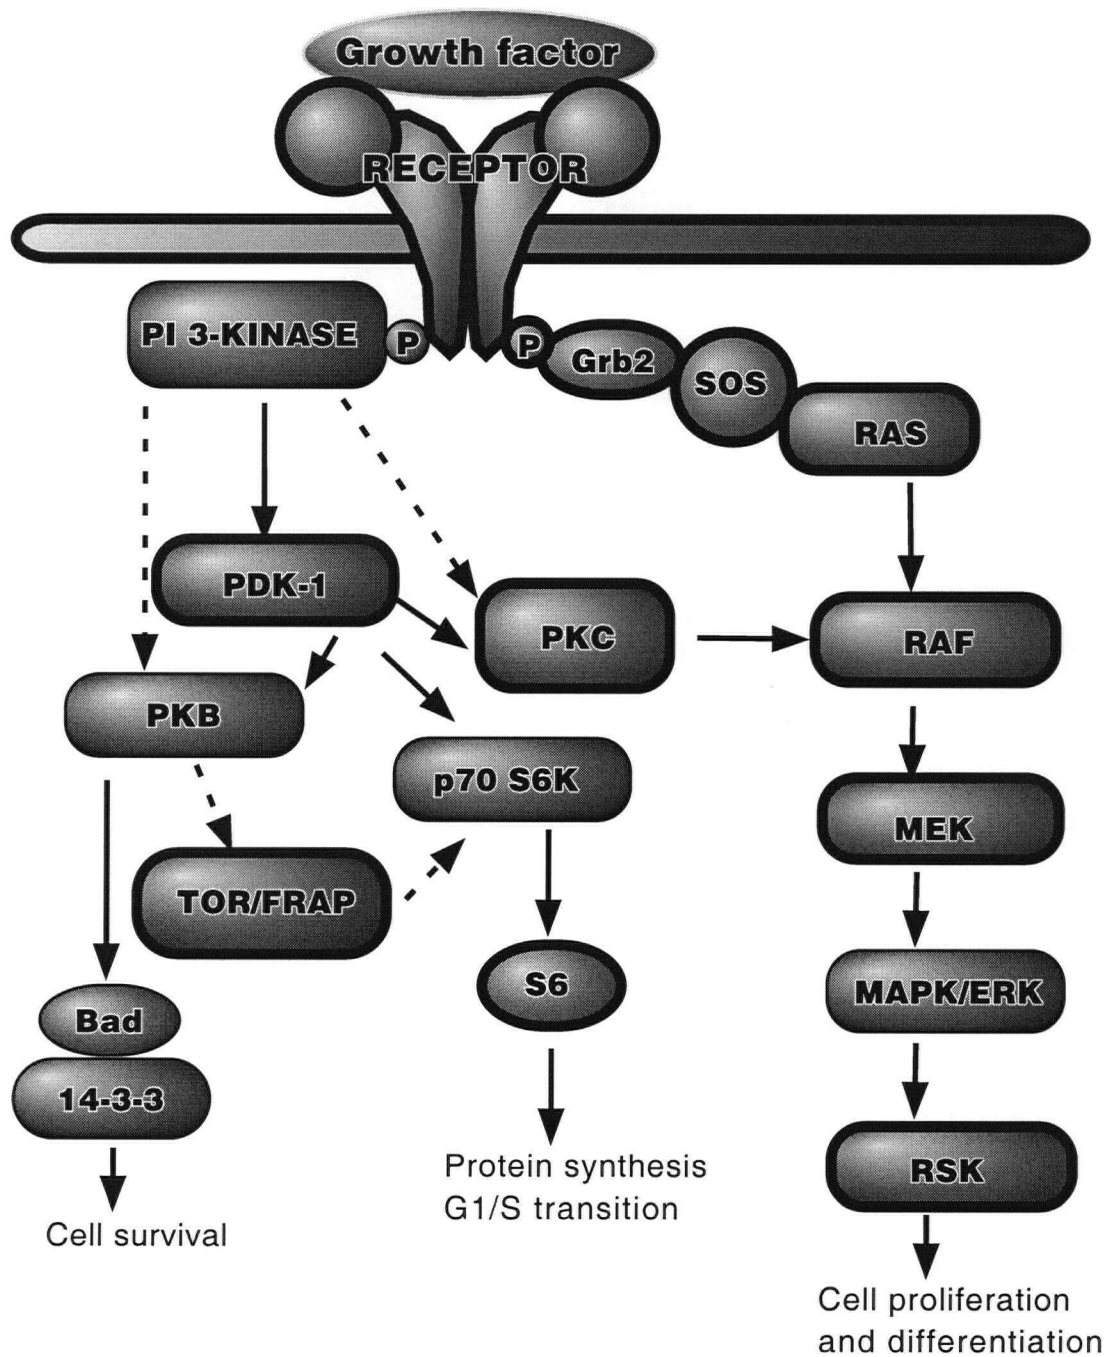 Growth factor
RECEPTOR
PI 3-KINASE
P
P
Grb2
SOS
RAS
PDK-1
PKC
RAF
PKB
p70 S6K
MEK
TOR/FRAP
S6
MAPK/ERK
Bad
14-3-3
RSK
Protein synthesis
G1/S transition
Cell survival
Cell proliferation
and differentiation